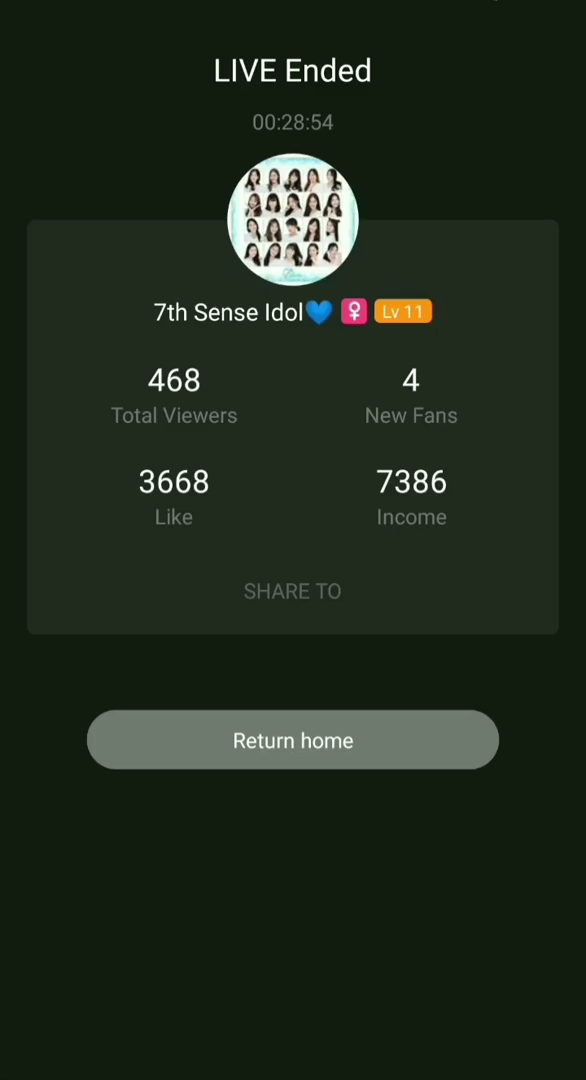 LIVE Ended
00:28:54
7th Sense Idol💙 Lv 11
468 4
Total Viewers New Fans
3668 7386
Like Income
SHARE TO
Return home